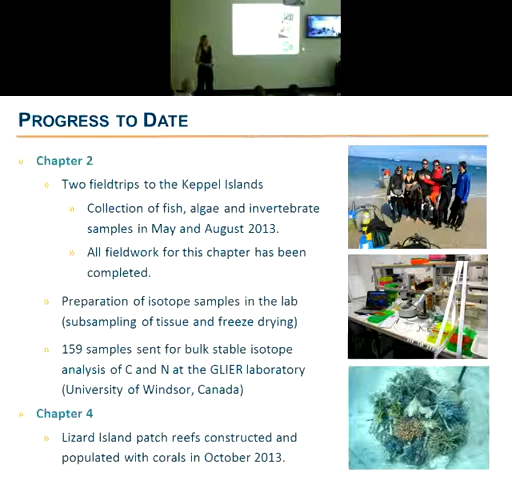 PROGRESS TO DATE
» Chapter 2
» Two fieldtrips to the Keppel Islands
» Collection of fish, algae and invertebrate
samples in May and August 2013.
» All fieldwork for this chapter has been
completed.
» Preparation of isotope samples in the lab
(subsampling of tissue and freeze drying)
» 159 samples sent for bulk stable isotope
analysis of C and N at the GLIER laboratory
(University of Windsor, Canada)
» Chapter 4
» Lizard Island patch reefs constructed and
populated with corals in October 2013.